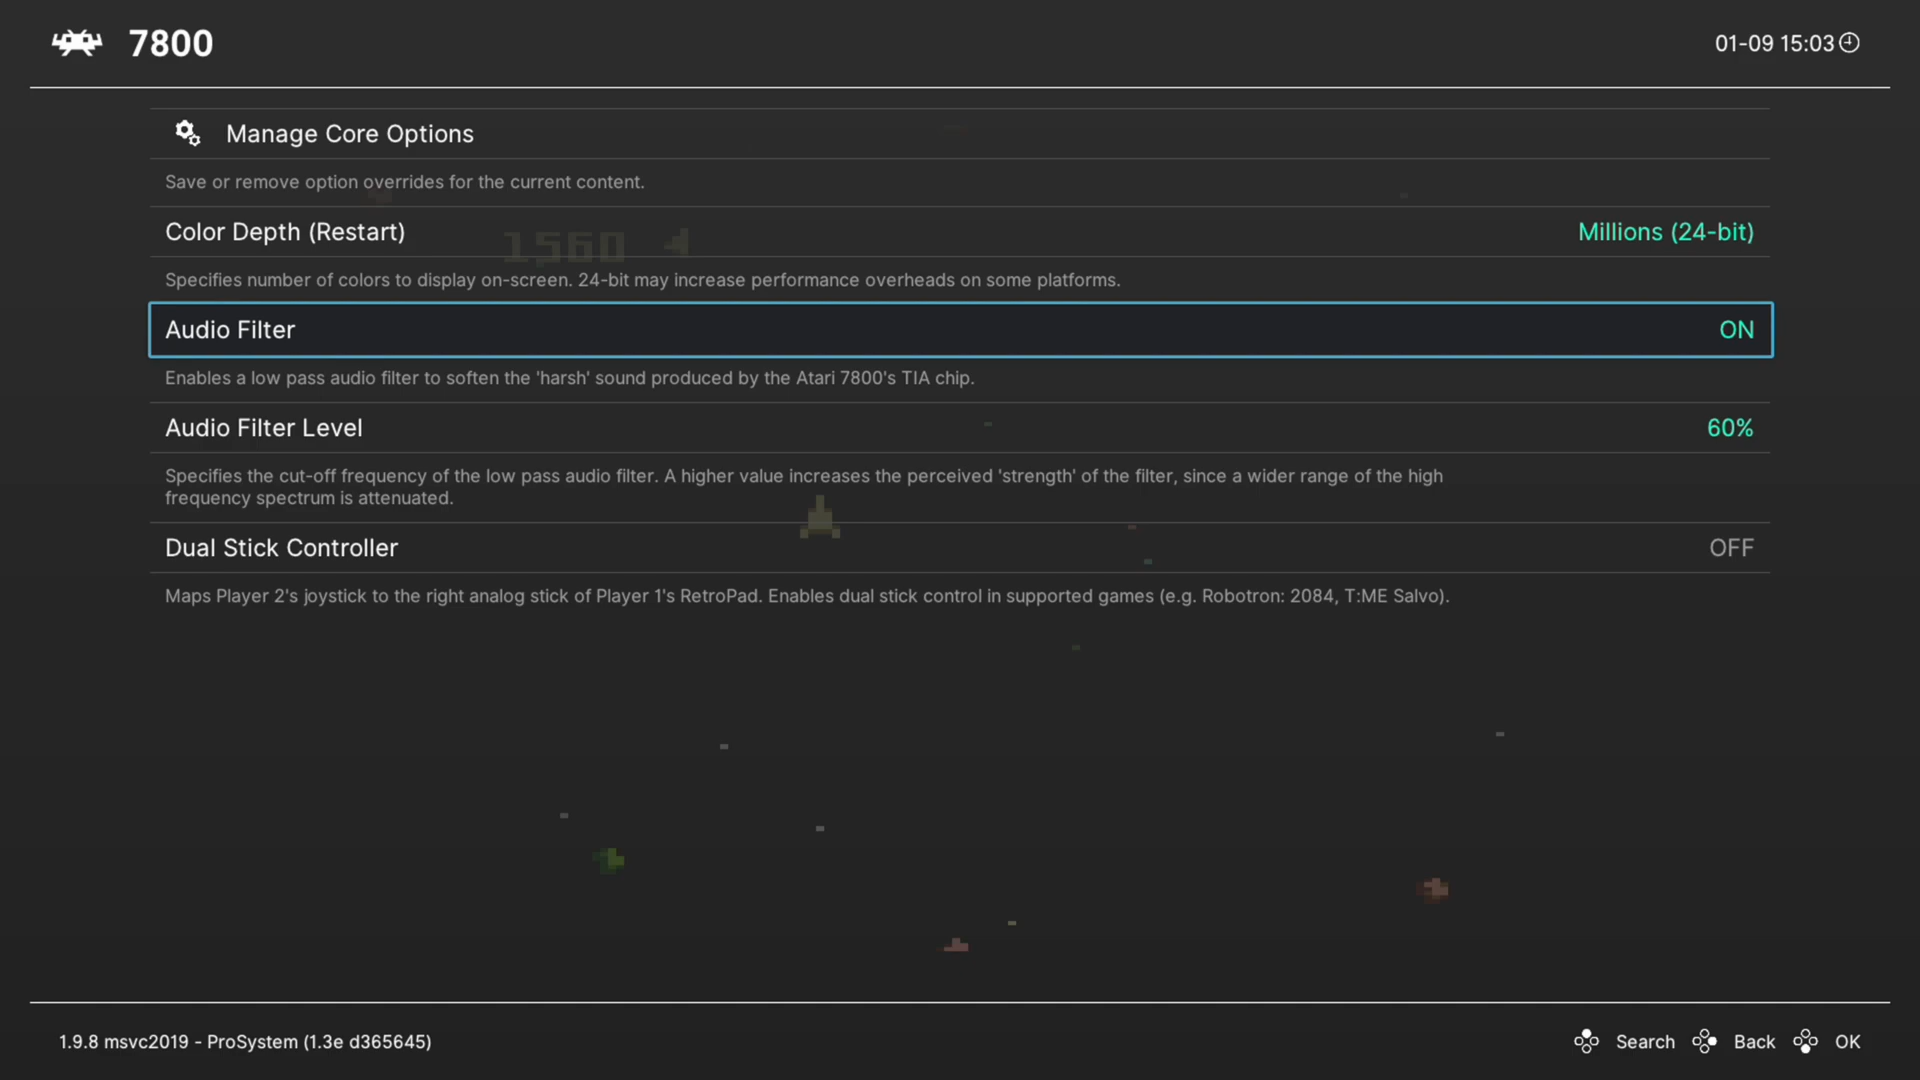 7800
01-09 15:03
Manage Core Options
Save or remove option overrides for the current content.
Color Depth (Restart) Millions (24-bit)
1560
Specifies number of colors to display on-screen. 24-bit may increase performance overheads on some platforms.
Audio Filter ON
Enables a low pass audio filter to soften the 'harsh' sound produced by the Atari 7800's TIA chip.
Audio Filter Level 60%
Specifies the cut-off frequency of the low pass audio filter. A higher value increases the perceived 'strength' of the filter, since a wider range of the high
frequency spectrum is attenuated.
Dual Stick Controller OFF
Maps Player 2's joystick to the right analog stick of Player 1's RetroPad. Enables dual stick control in supported games (e.g. Robotron: 2084, T:ME Salvo).
1.9.8 msvc2019 - ProSystem (1.3e d365645)
Search Back OK